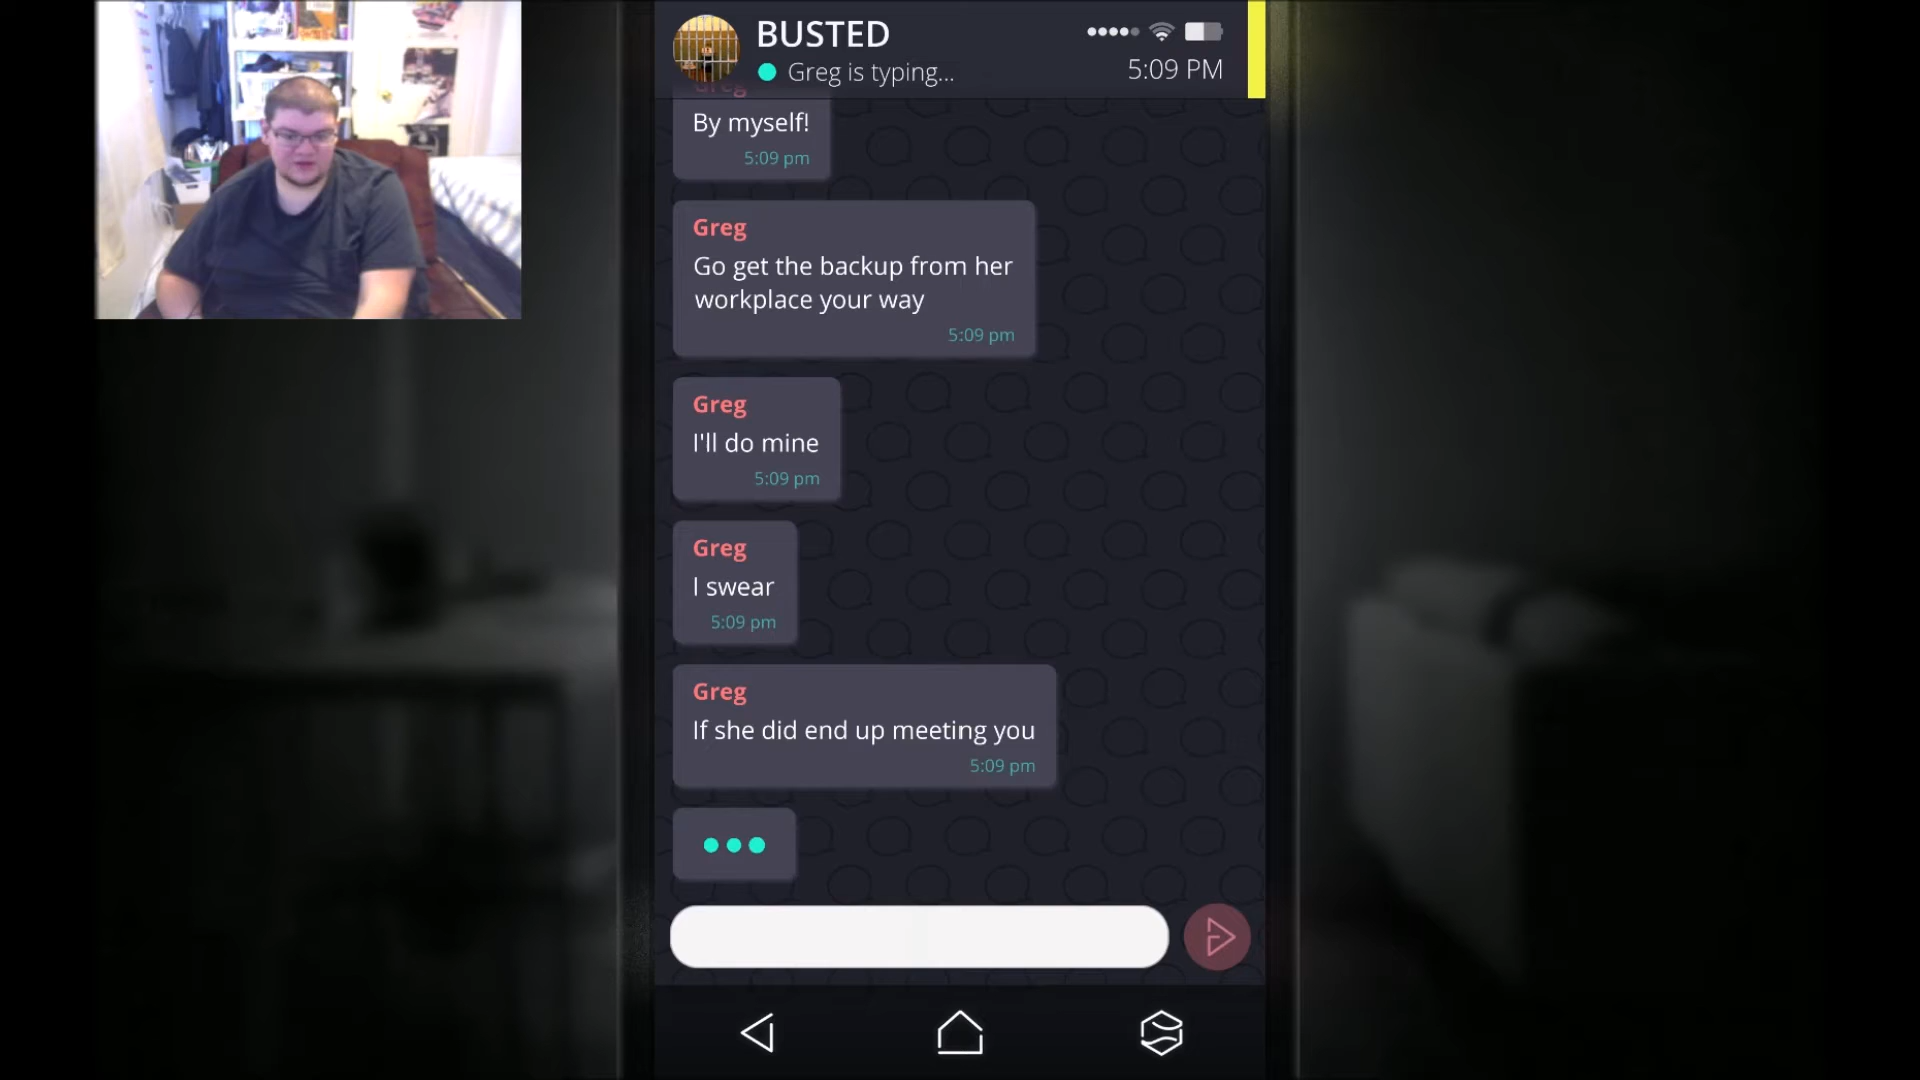 BUSTED
Greg is typing...
5:09 PM
Greg
By myself!
5:09 pm
Greg
Go get the backup from her
workplace your way
5:09 pm
Greg
I'll do mine
5:09 pm
Greg
I swear
5:09 pm
Greg
If she did end up meeting you
5:09 pm